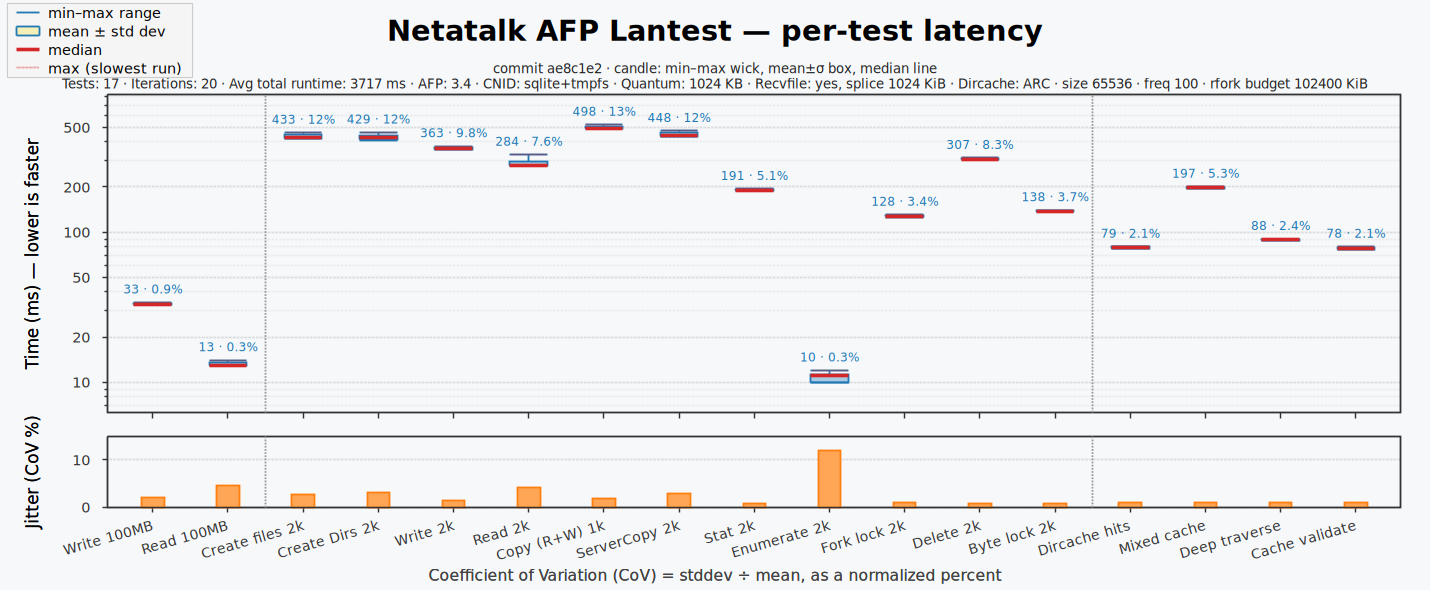 min–max range
mean ± std dev
median
max (slowest run)
Netatalk AFP Lantest — per-test latency
commit ae8c1e2 · candle: min–max wick, mean±σ box, median line
Tests: 17 · Iterations: 20 · Avg total runtime: 3717 ms · AFP: 3.4 · CNID: sqlite+tmpfs · Quantum: 1024 KB · Recvfile: yes, splice 1024 KiB · Dircache: ARC · size 65536 · freq 100 · rfork budget 102400 KiB
Time (ms) — lower is faster
500
200
100
50
20
10
33 · 0.9%
13 · 0.3%
433 · 12%
429 · 12%
363 · 9.8%
284 · 7.6%
498 · 13%
448 · 12%
191 · 5.1%
10 · 0.3%
128 · 3.4%
307 · 8.3%
138 · 3.7%
79 · 2.1%
197 · 5.3%
88 · 2.4%
78 · 2.1%
Jitter (CoV %)
10
0
Write 100MB
Read 100MB
Create files 2k
Create Dirs 2k
Write 2k
Read 2k
Copy (R+W) 1k
ServerCopy 2k
Stat 2k
Enumerate 2k
Fork lock 2k
Delete 2k
Byte lock 2k
Dircache hits
Mixed cache
Deep traverse
Cache validate
Coefficient of Variation (CoV) = stddev ÷ mean, as a normalized percent